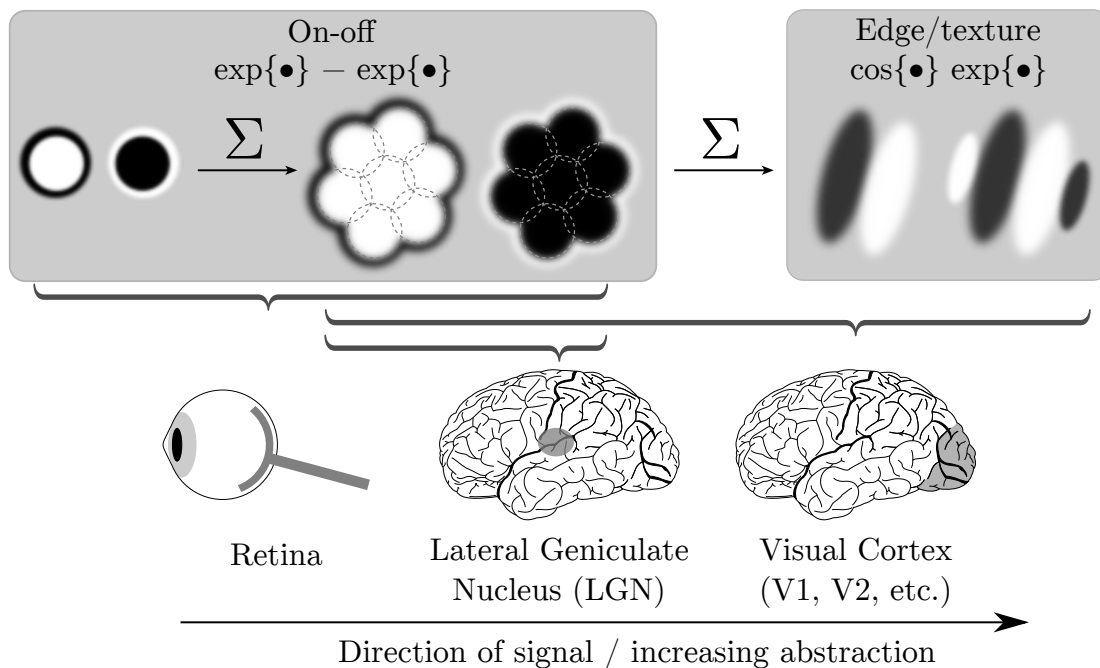 On-off
exp{●} − exp{●}
Edge/texture
cos{●} exp{●}
Σ
Σ
Retina
Lateral Geniculate
Nucleus (LGN)
Visual Cortex
(V1, V2, etc.)
Direction of signal / increasing abstraction